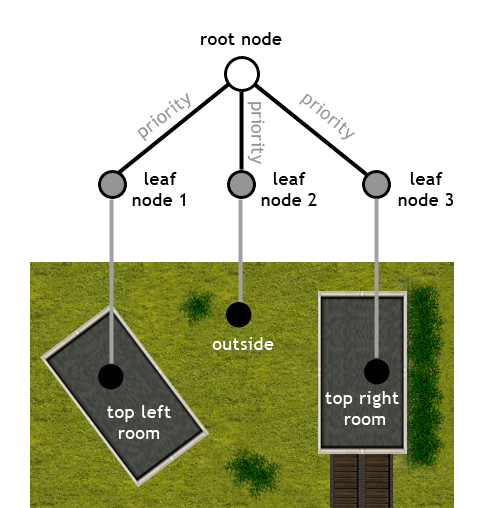 root node
priority
priority
priority
leaf
node 1
leaf
node 2
leaf
node 3
outside
top left
room
top right
room